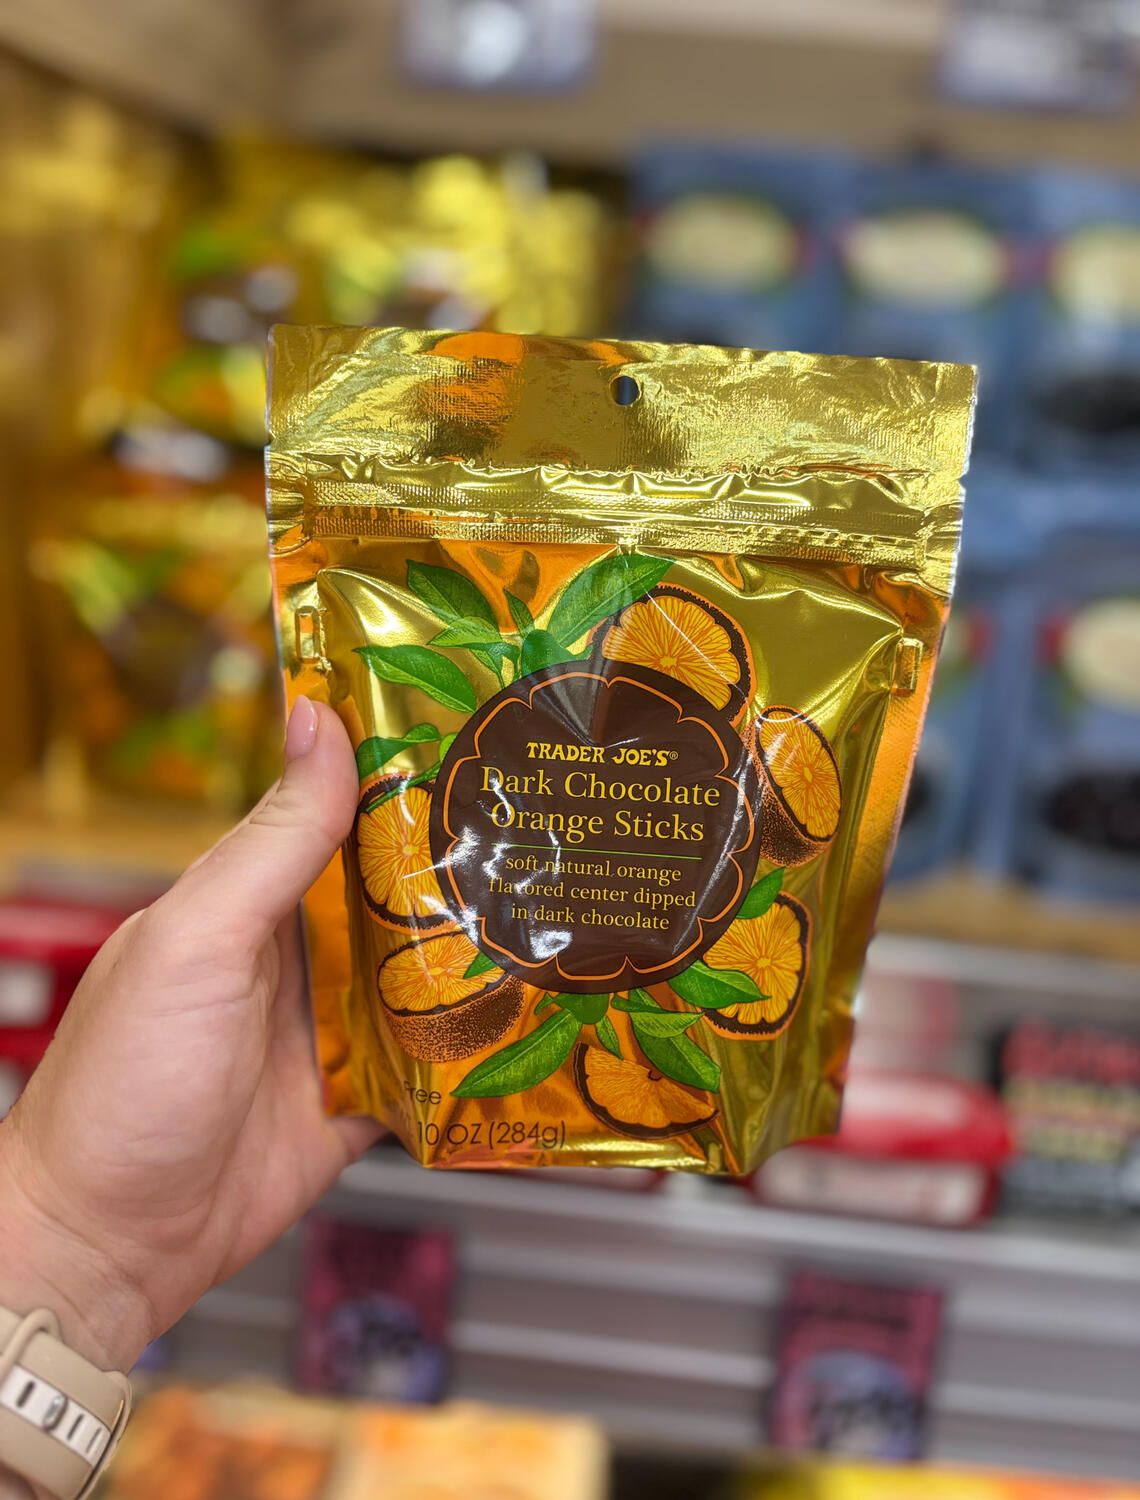 TRADER JOE'S®
Dark Chocolate
Orange Sticks
soft natural orange
flavored center dipped
in dark chocolate
Free
10 OZ (284g)